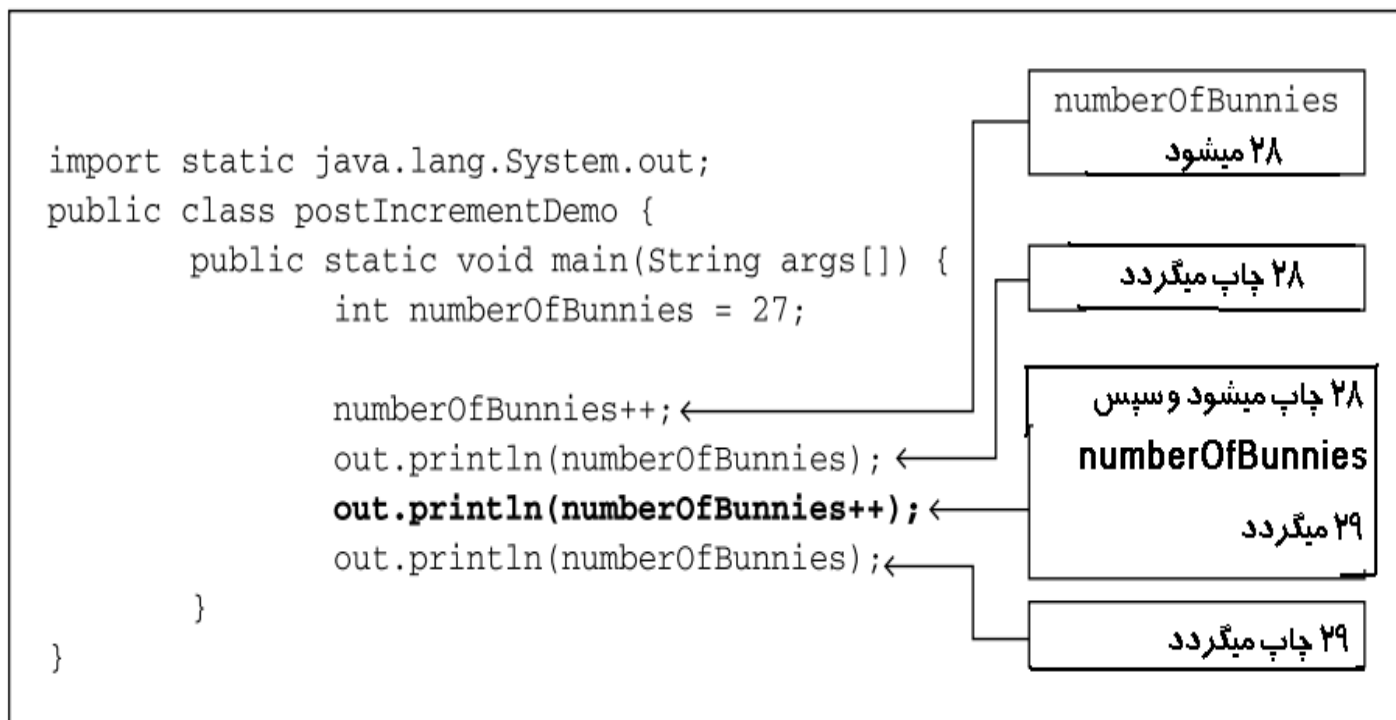 import static java.lang.System.out;
public class postIncrementDemo {
public static void main(String args[]) {
int numberOfBunnies = 27;
numberOfBunnies++;
out.println(numberOfBunnies);
out.println(numberOfBunnies++);
out.println(numberOfBunnies);
}
}
numberOfBunnies
۲۸ میشود
۲۸ چاپ میگردد
۲۸ چاپ میشود و سپس
numberOfBunnies
۲۹ میگردد
۲۹ چاپ میگردد